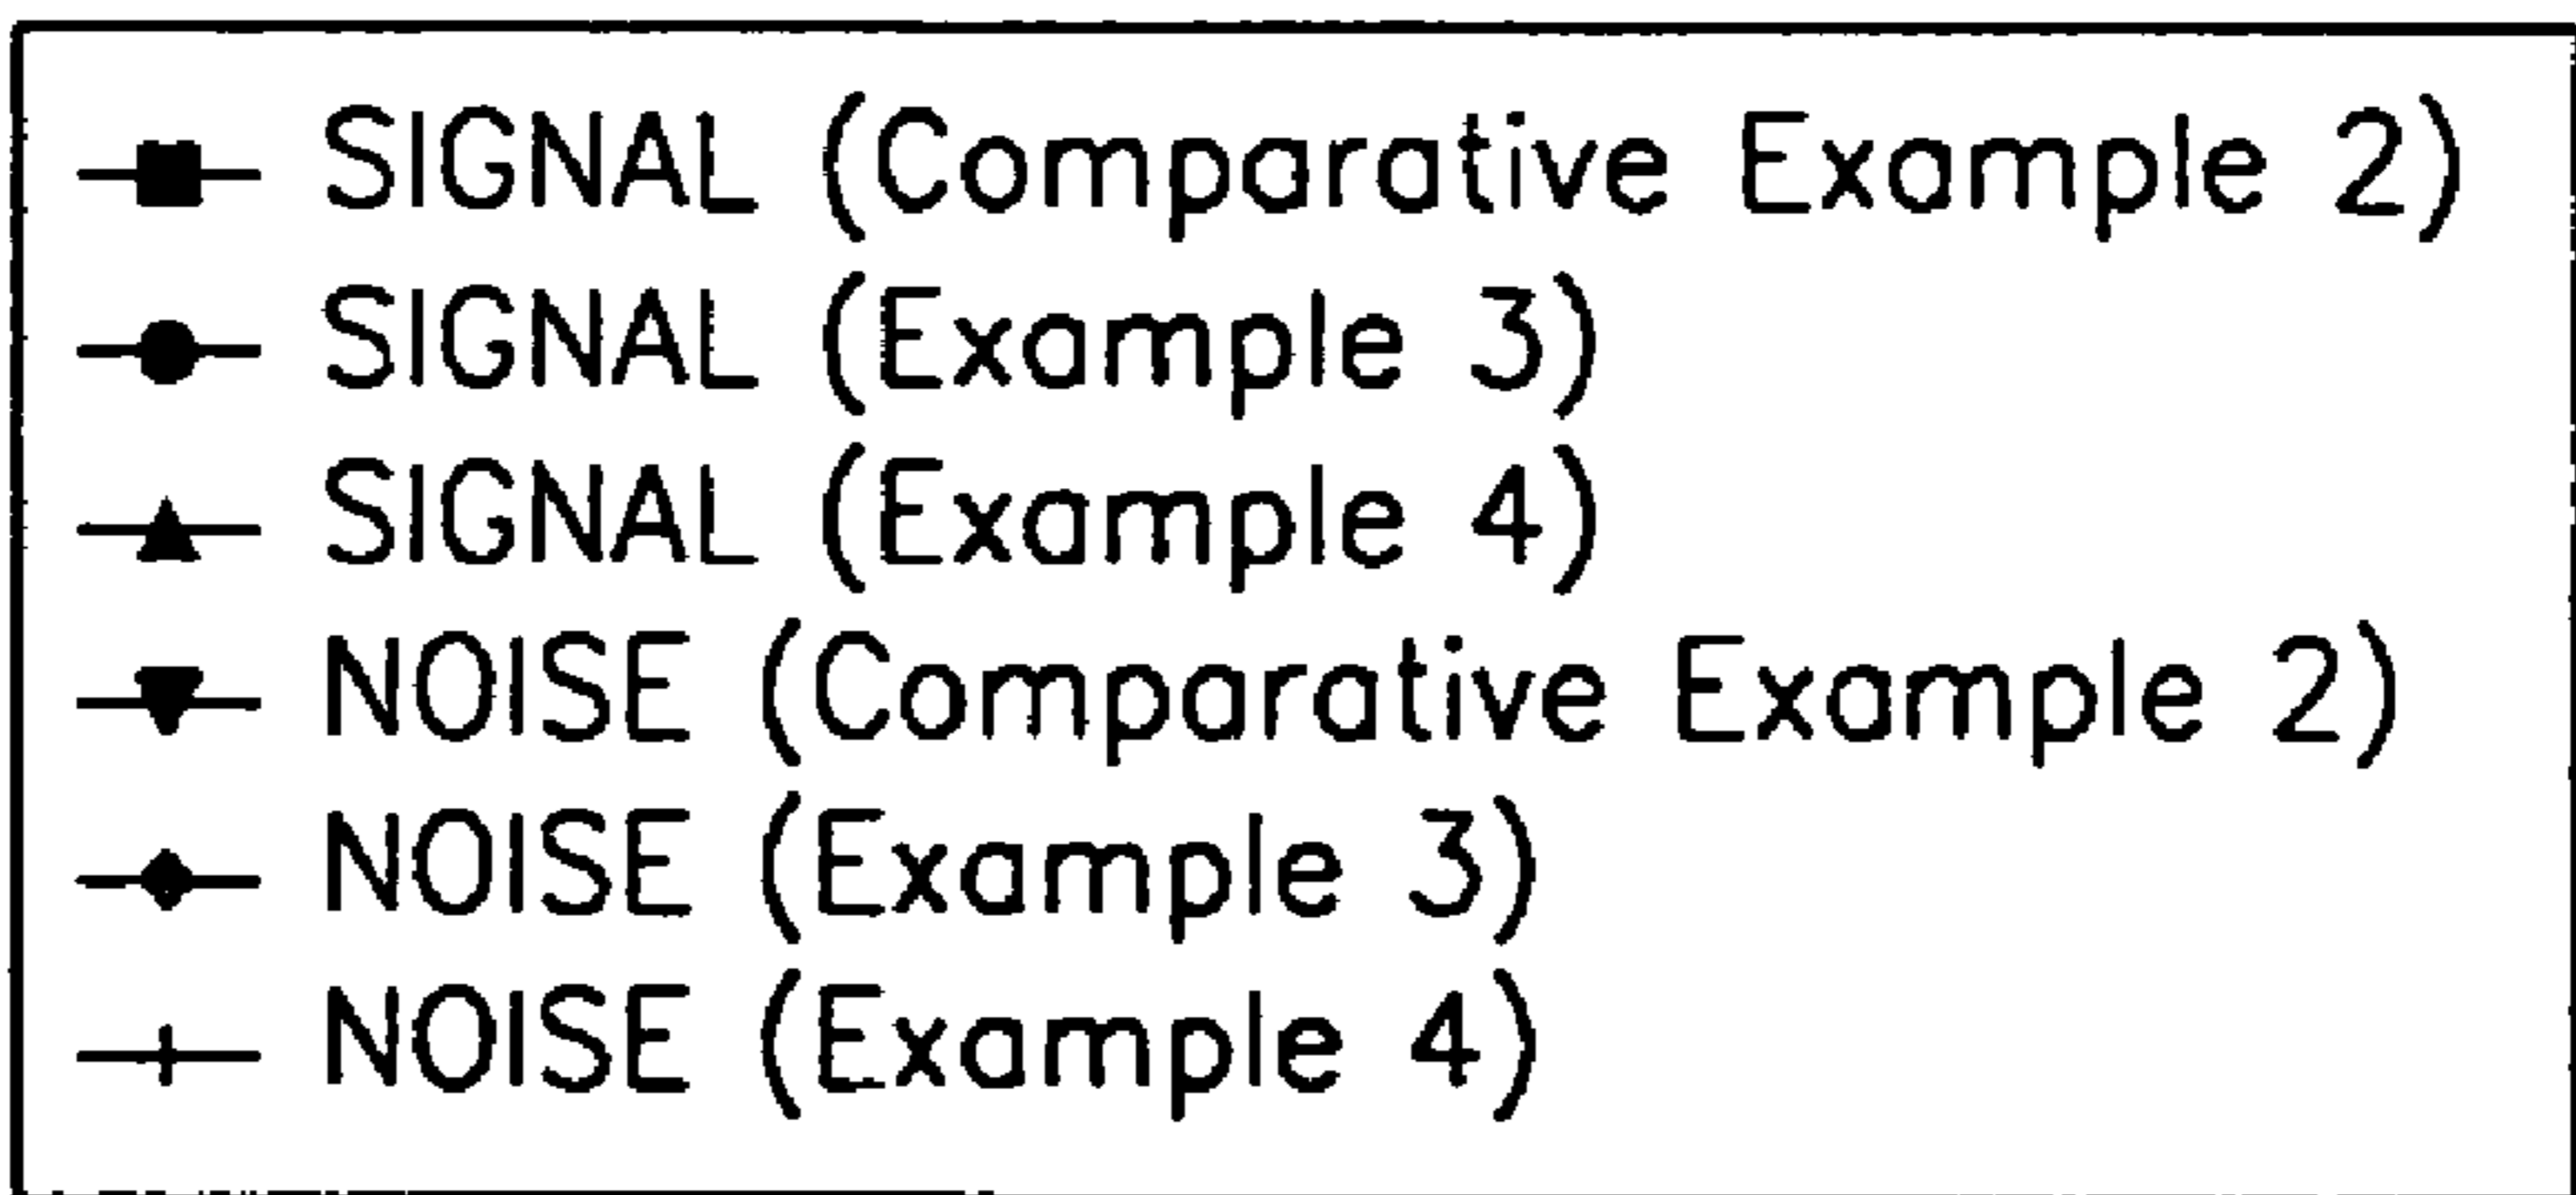 SIGNAL (Comparative Example 2)
SIGNAL (Example 3)
SIGNAL (Example 4)
NOISE (Comparative Example 2)
NOISE (Example 3)
NOISE (Example 4)